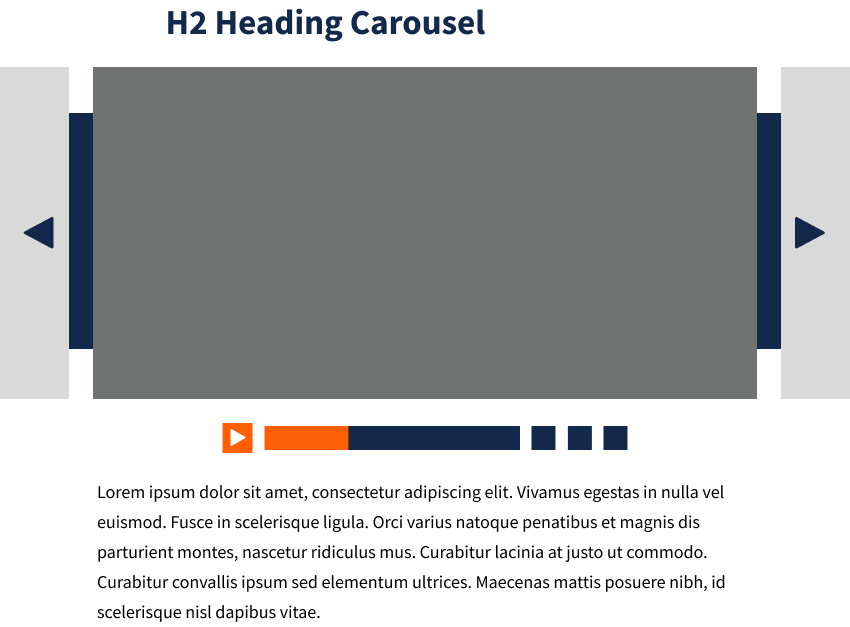 H2 Heading Carousel
Lorem ipsum dolor sit amet, consectetur adipiscing elit. Vivamus egestas in nulla vel
euismod. Fusce in scelerisque ligula. Orci varius natoque penatibus et magnis dis
parturient montes, nascetur ridiculus mus. Curabitur lacinia at justo ut commodo.
Curabitur convallis ipsum sed elementum ultrices. Maecenas mattis posuere nibh, id
scelerisque nisl dapibus vitae.